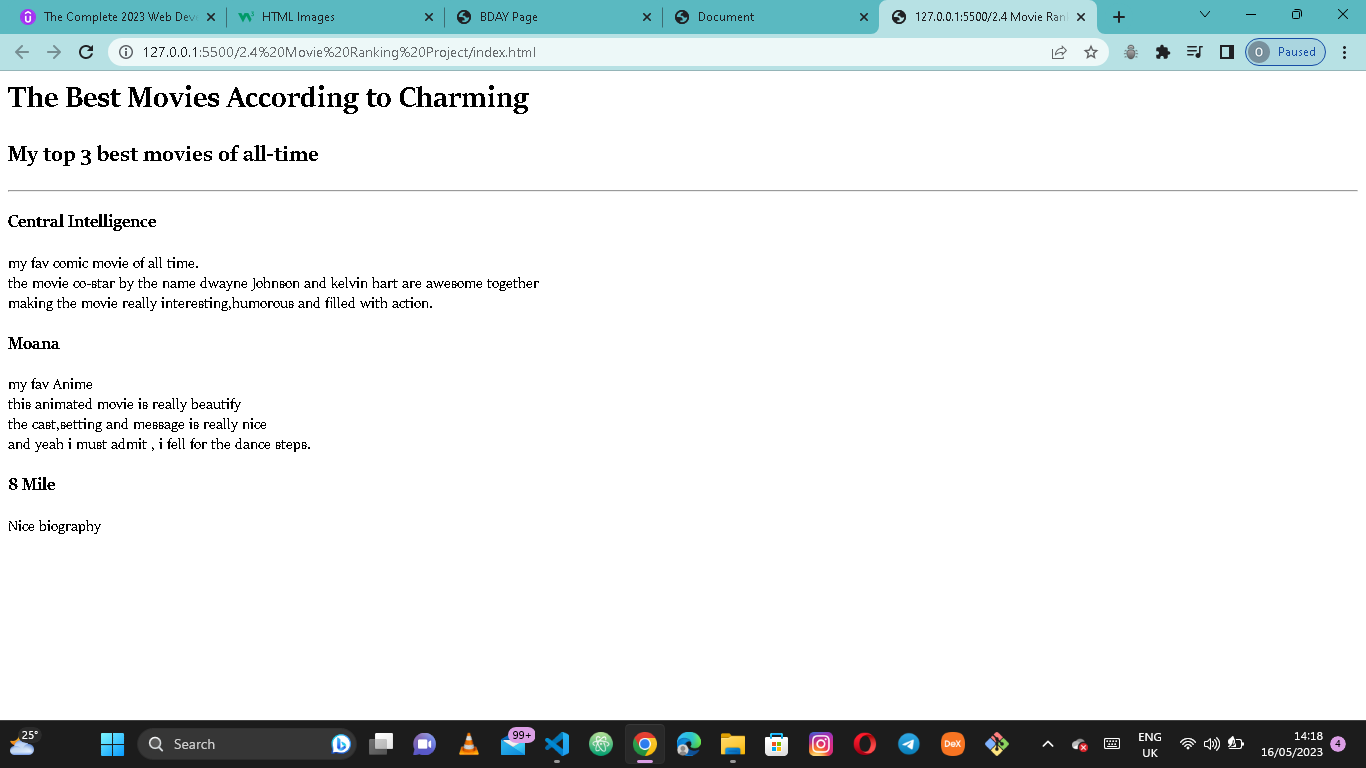 The Complete 2023 Web Dev
HTML Images
BDAY Page
Document
127.0.0.1:5500/2.4 Movie Ran
127.0.0.1:5500/2.4%20Movie%20Ranking%20Project/index.html
O Paused
The Best Movies According to Charming
My top 3 best movies of all-time
Central Intelligence
my fav comic movie of all time.
the movie co-star by the name dwayne Johnson and kelvin hart are awesome together
making the movie really interesting,humorous and filled with action.
Moana
my fav Anime
this animated movie is really beautify
the cast,setting and message is really nice
and yeah i must admit , i fell for the dance steps.
8 Mile
Nice biography
25°
Search
99+
DeX
ENG
UK
14:18
16/05/2023
4